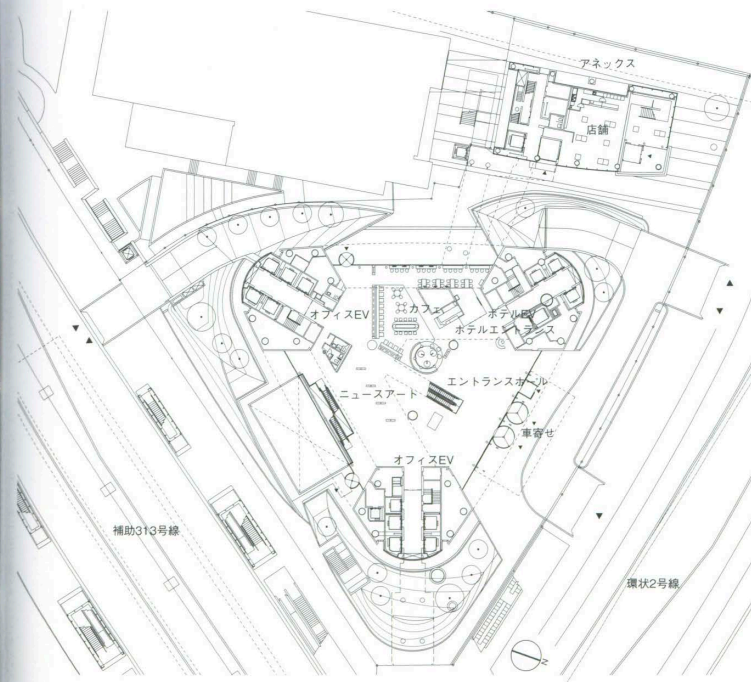 アネックス
店舗
オフィスEV
カフェ
ホテルEV
ホテルエントランス
ニュースアート
エントランスホール
車寄せ
オフィスEV
補助313号線
環状2号線
N